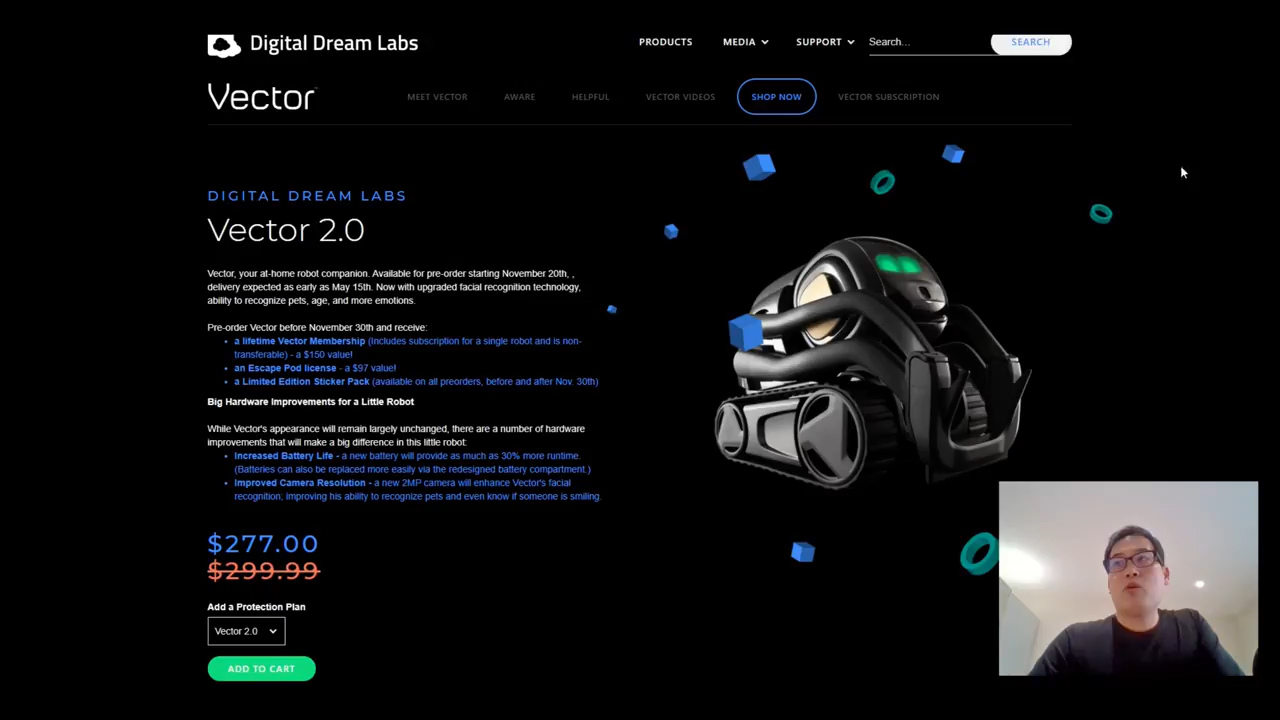 Digital Dream Labs
PRODUCTS MEDIA SUPPORT Search... SEARCH
Vector
MEET VECTOR AWARE HELPFUL VECTOR VIDEOS SHOP NOW VECTOR SUBSCRIPTION
DIGITAL DREAM LABS
Vector 2.0
Vector, your at-home robot companion. Available for pre-order starting November 20th, ,
delivery expected as early as May 15th. Now with upgraded facial recognition technology,
ability to recognize pets, age, and more emotions.
Pre-order Vector before November 30th and receive:
• a lifetime Vector Membership (Includes subscription for a single robot and is non-
transferable) - a $150 value!
• an Escape Pod license - a $97 value!
• a Limited Edition Sticker Pack (available on all preorders, before and after Nov. 30th)
Big Hardware Improvements for a Little Robot
While Vector's appearance will remain largely unchanged, there are a number of hardware
improvements that will make a big difference in this little robot:
• Increased Battery Life - a new battery will provide as much as 30% more runtime.
(Batteries can also be replaced more easily via the redesigned battery compartment.)
• Improved Camera Resolution - a new 2MP camera will enhance Vector's facial
recognition, improving his ability to recognize pets and even know if someone is smiling.
$277.00
$299.99
Add a Protection Plan
Vector 2.0
ADD TO CART